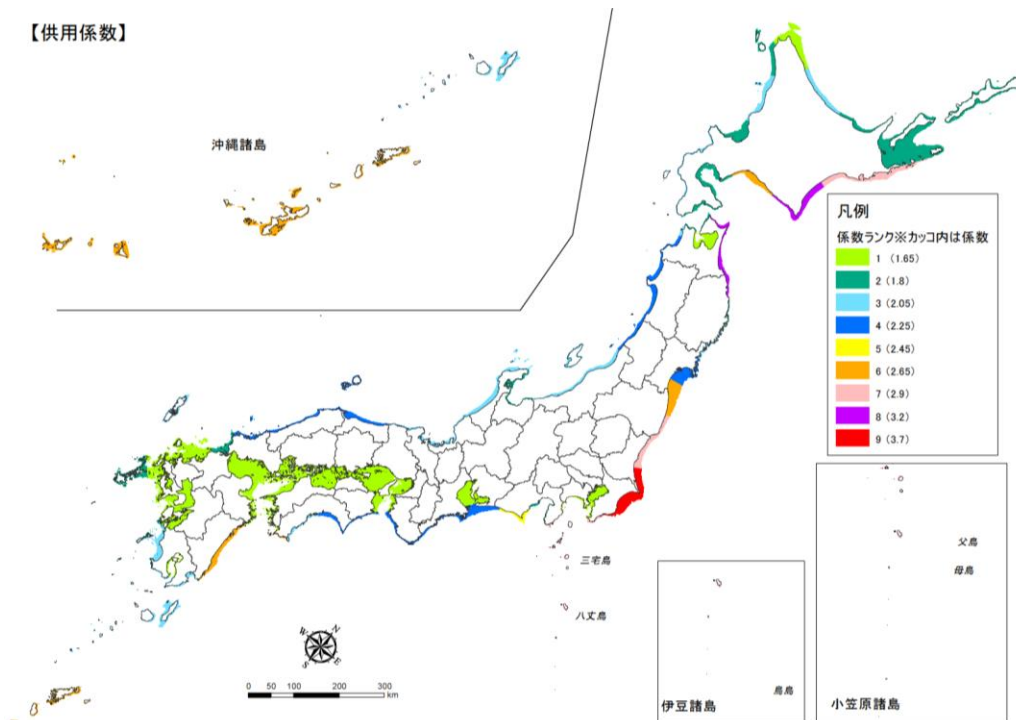 【供用係数】
沖縄諸島
凡例
係数ランク※カッコ内は係数
1 (1.65)
2 (1.8)
3 (2.05)
4 (2.25)
5 (2.45)
6 (2.65)
7 (2.9)
8 (3.2)
9 (3.7)
三宅島
八丈島
父島
母島
N
W
E
S
0 50 100 200 300
km
鳥島
伊豆諸島
小笠原諸島